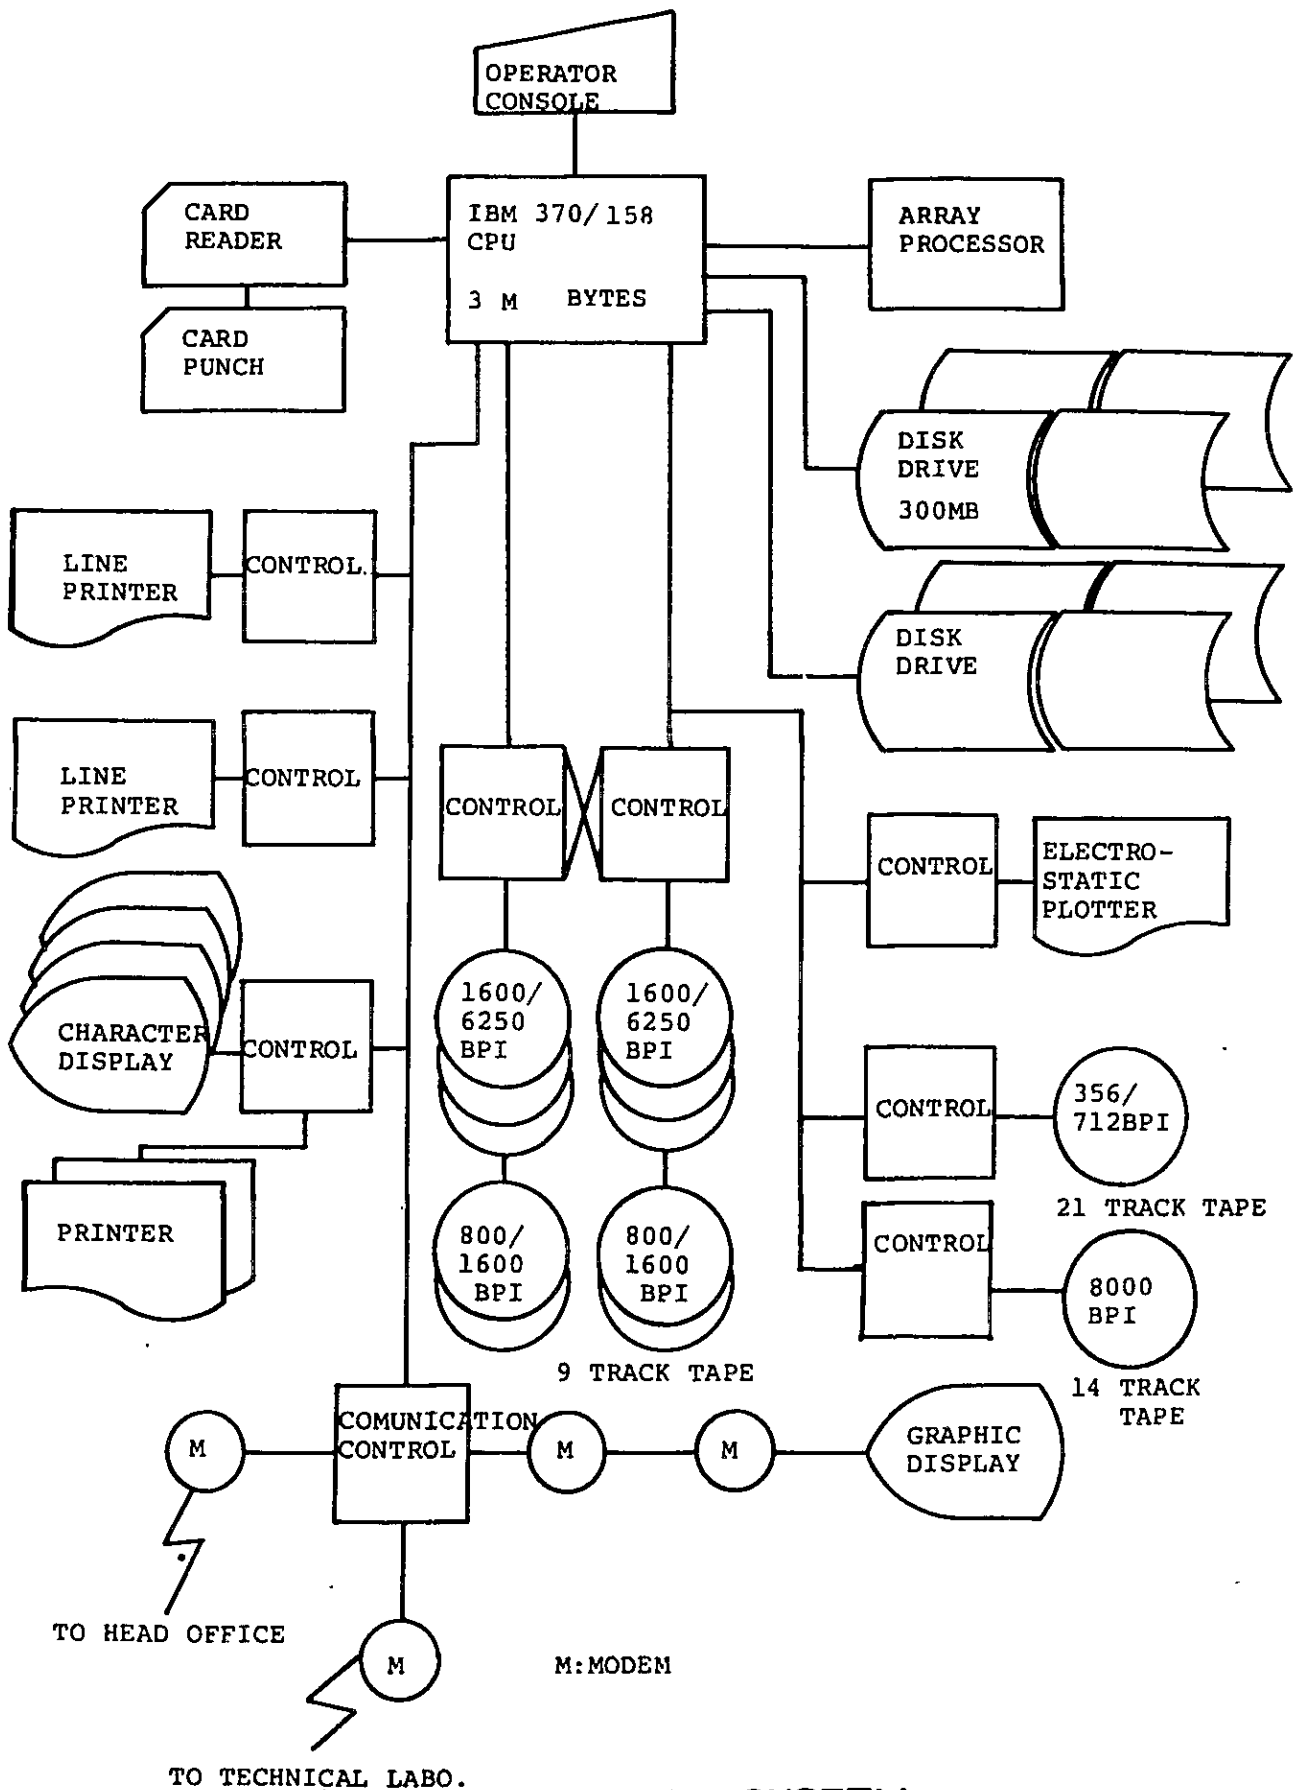 OPERATOR
CONSOLE
CARD
READER
IBM 370/158
CPU
3 M BYTES
ARRAY
PROCESSOR
CARD
PUNCH
DISK
DRIVE
300MB
LINE
PRINTER
CONTROL
DISK
DRIVE
LINE
PRINTER
CONTROL
CONTROL
CONTROL
CONTROL
ELECTRO-
STATIC
PLOTTER
CHARACTER
DISPLAY
CONTROL
1600/
6250
BPI
1600/
6250
BPI
CONTROL
356/
712BPI
21 TRACK TAPE
PRINTER
800/
1600
BPI
800/
1600
BPI
9 TRACK TAPE
CONTROL
8000
BPI
14 TRACK
TAPE
M
COMUNICATION
CONTROL
M
M
GRAPHIC
DISPLAY
TO HEAD OFFICE
M
M:MODEM
TO TECHNICAL LABO.